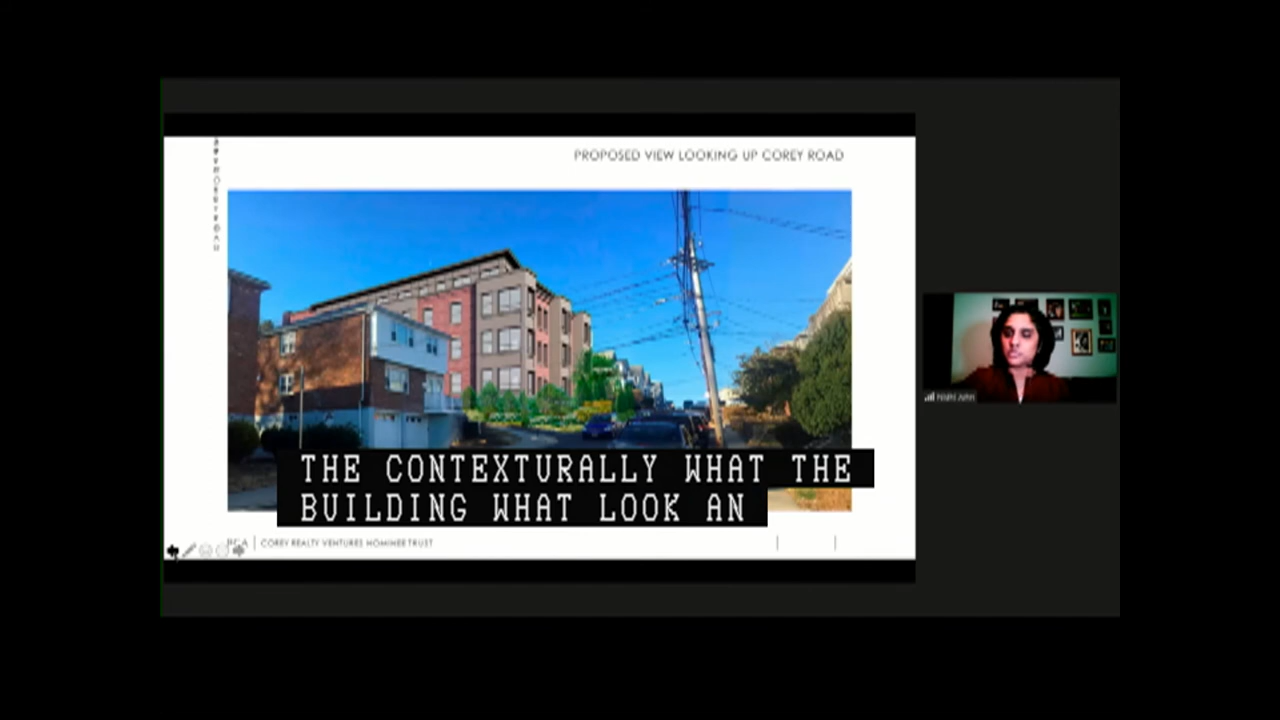 PROPOSED VIEW LOOKING UP COREY ROAD
THE CONTEXTURALLY WHAT THE
BUILDING WHAT LOOK AN
COREY REALTY VENTURES NOMINEE TRUST